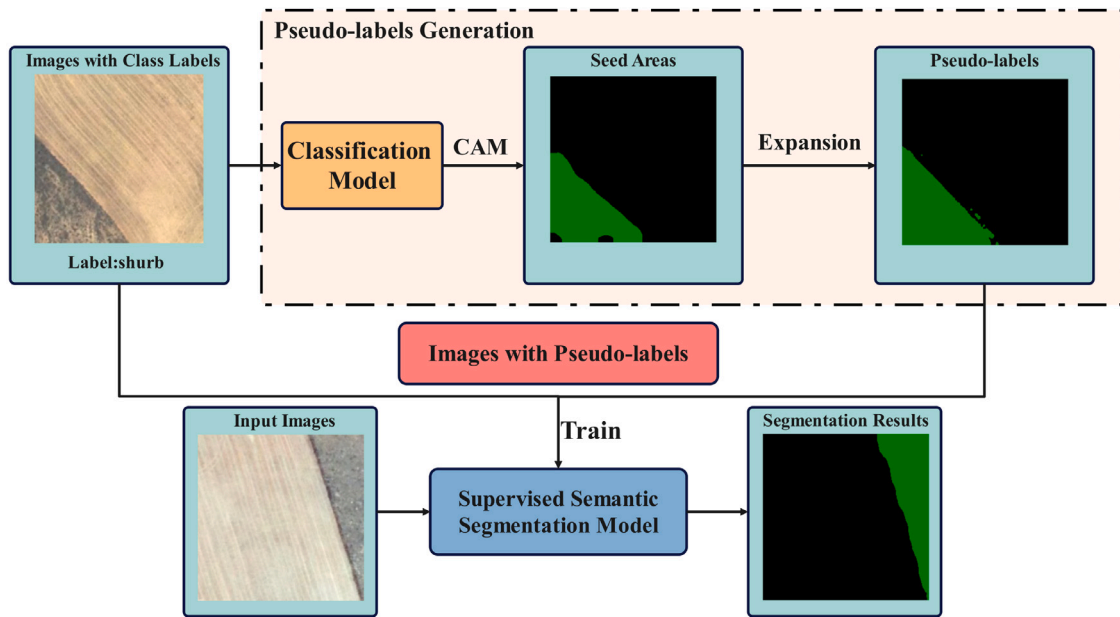 Pseudo-labels Generation
Images with Class Labels
Label:shurb
Classification
Model
CAM
Seed Areas
Expansion
Pseudo-labels
Images with Pseudo-labels
Train
Input Images
Supervised Semantic
Segmentation Model
Segmentation Results